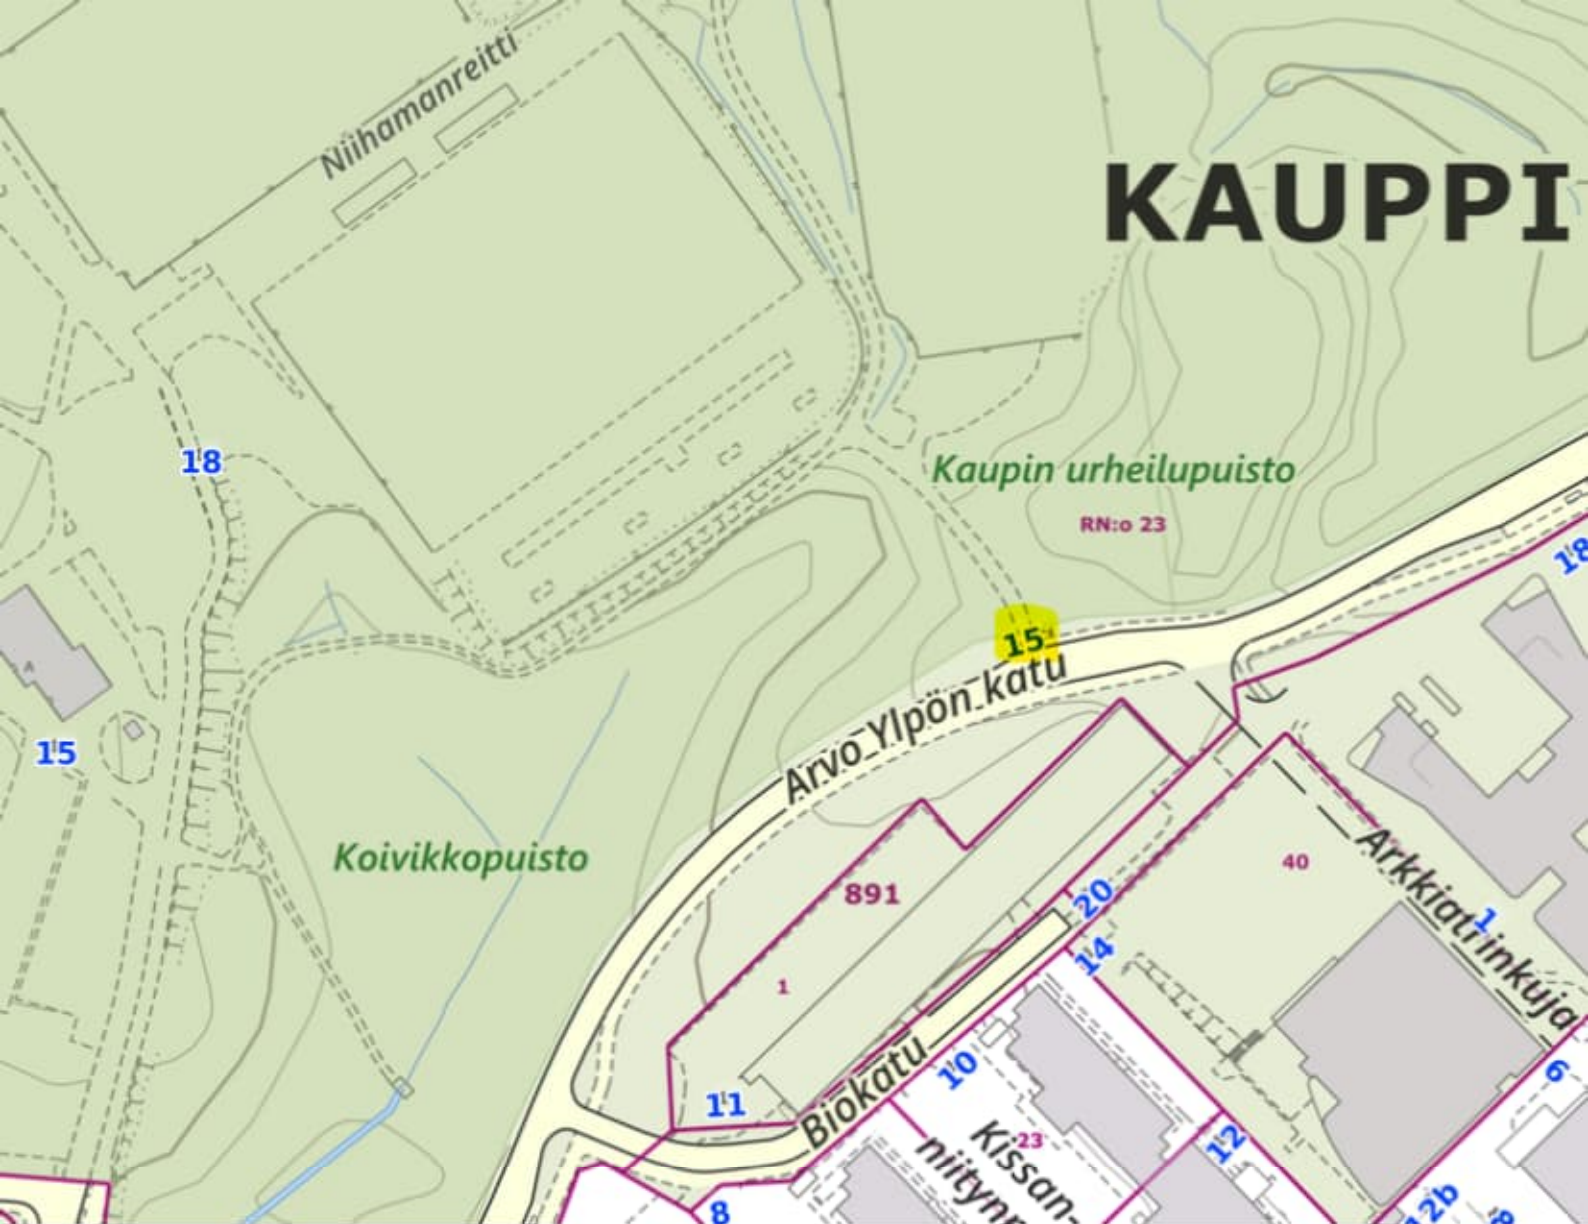 Niihamanreitti
KAUPPI
18
Kaupin urheilupuisto
RN:o 23
18
15
15
Arvo Ylpön katu
Koivikkopuisto
891
40
Arkkiatrinkuja
1
20
14
1
11
Biokatu
10
6
Kissan-
niityn
23
12
12b
8